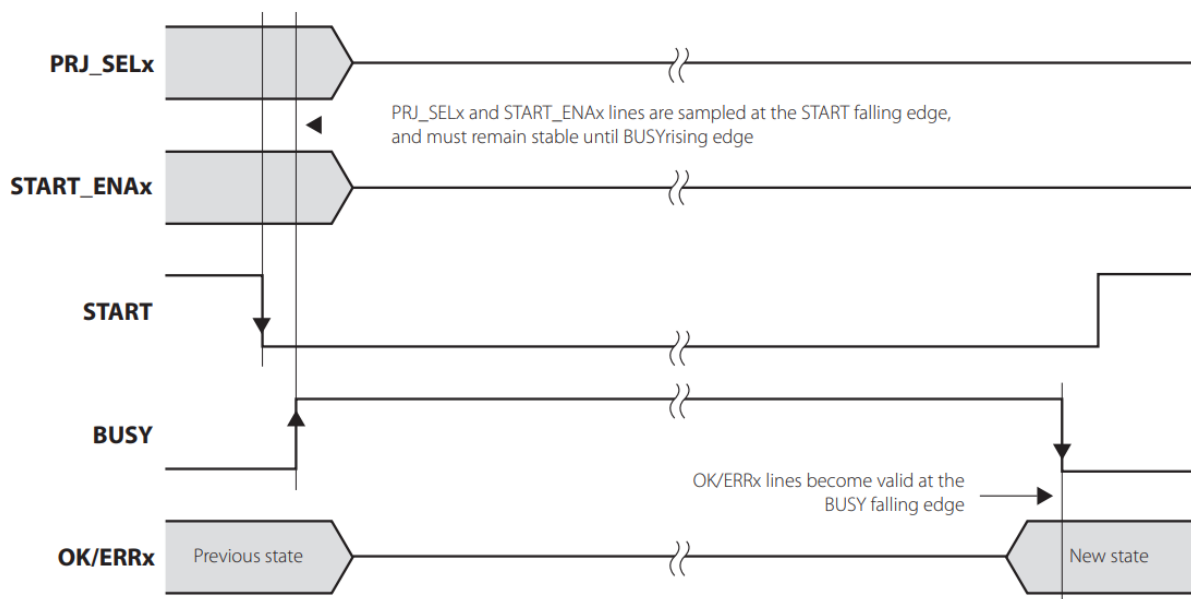 PRJ_SELx
PRJ_SELx and START_ENAx lines are sampled at the START falling edge,
and must remain stable until BUSYrising edge
START_ENAx
START
BUSY
OK/ERRx lines become valid at the
BUSY falling edge
OK/ERRx
Previous state
New state